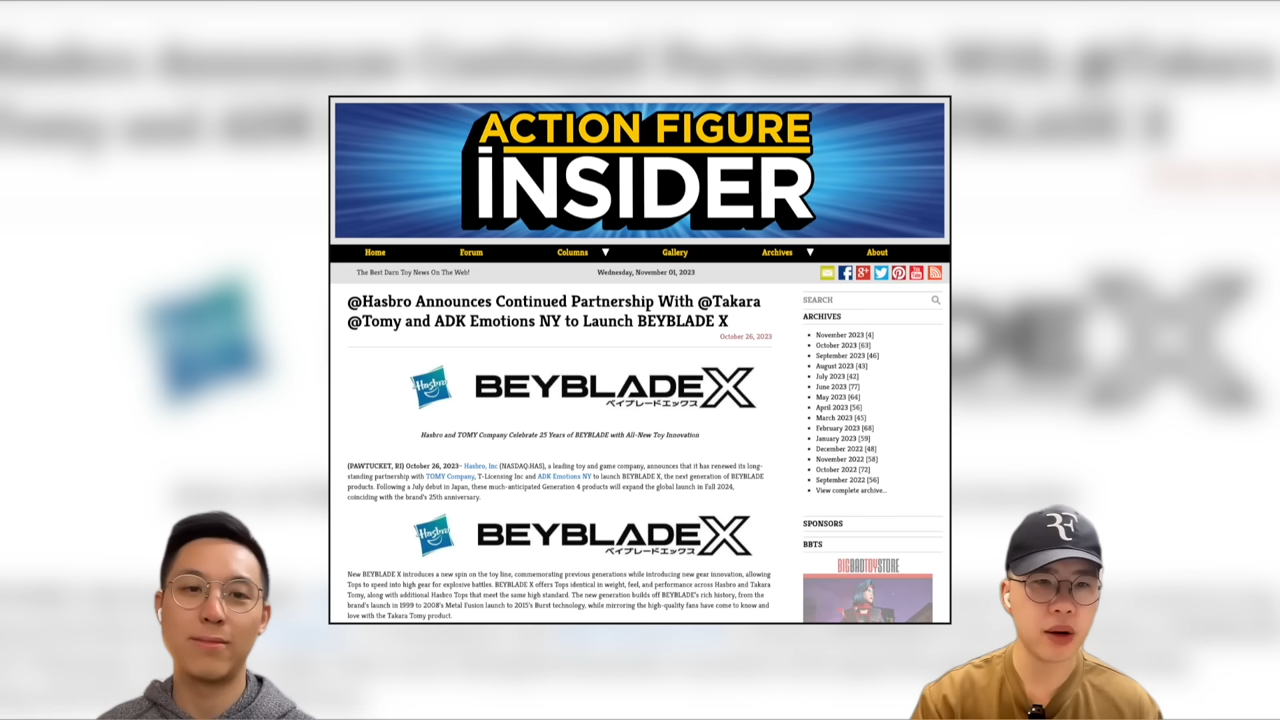 ACTION FIGURE
INSIDER
Home Forum Columns Gallery Archives About
The Best Darn Toy News On The Web! Wednesday, November 01, 2023
@Hasbro Announces Continued Partnership With @Takara
@Tomy and ADK Emotions NY to Launch BEYBLADE X
October 26, 2023
Hasbro BEYBLADE X
ベイブレードエックス
Hasbro and TOMY Company Celebrate 25 Years of BEYBLADE with All-New Toy Innovation
(PAWTUCKET, RI) October 26, 2023– Hasbro, Inc (NASDAQ:HAS), a leading toy and game company, announces that it has renewed its long-
standing partnership with TOMY Company, T-Licensing Inc and ADK Emotions NY to launch BEYBLADE X, the next generation of BEYBLADE
products. Following a July debut in Japan, these much-anticipated Generation 4 products will expand the global launch in Fall 2024,
coinciding with the brand's 25th anniversary.
Hasbro BEYBLADE X
ベイブレードエックス
New BEYBLADE X introduces a new spin on the toy line, commemorating previous generations while introducing new gear innovation, allowing
Tops to speed into high gear for explosive battles. BEYBLADE X offers Tops identical in weight, feel, and performance across Hasbro and Takara
Tomy, along with additional Hasbro Tops that meet the same high standard. The new generation builds off BEYBLADE's rich history, from the
brand's launch in 1999 to 2008's Metal Fusion launch to 2015's Burst technology, while mirroring the high-quality fans have come to know and
love with the Takara Tomy product.
SEARCH
ARCHIVES
November 2023 [4]
October 2023 [63]
September 2023 [46]
August 2023 [43]
July 2023 [42]
June 2023 [77]
May 2023 [64]
April 2023 [56]
March 2023 [45]
February 2023 [68]
January 2023 [59]
December 2022 [48]
November 2022 [58]
October 2022 [72]
September 2022 [56]
View complete archive...
SPONSORS
BBTS
BIGBADTOYSTORE
RF